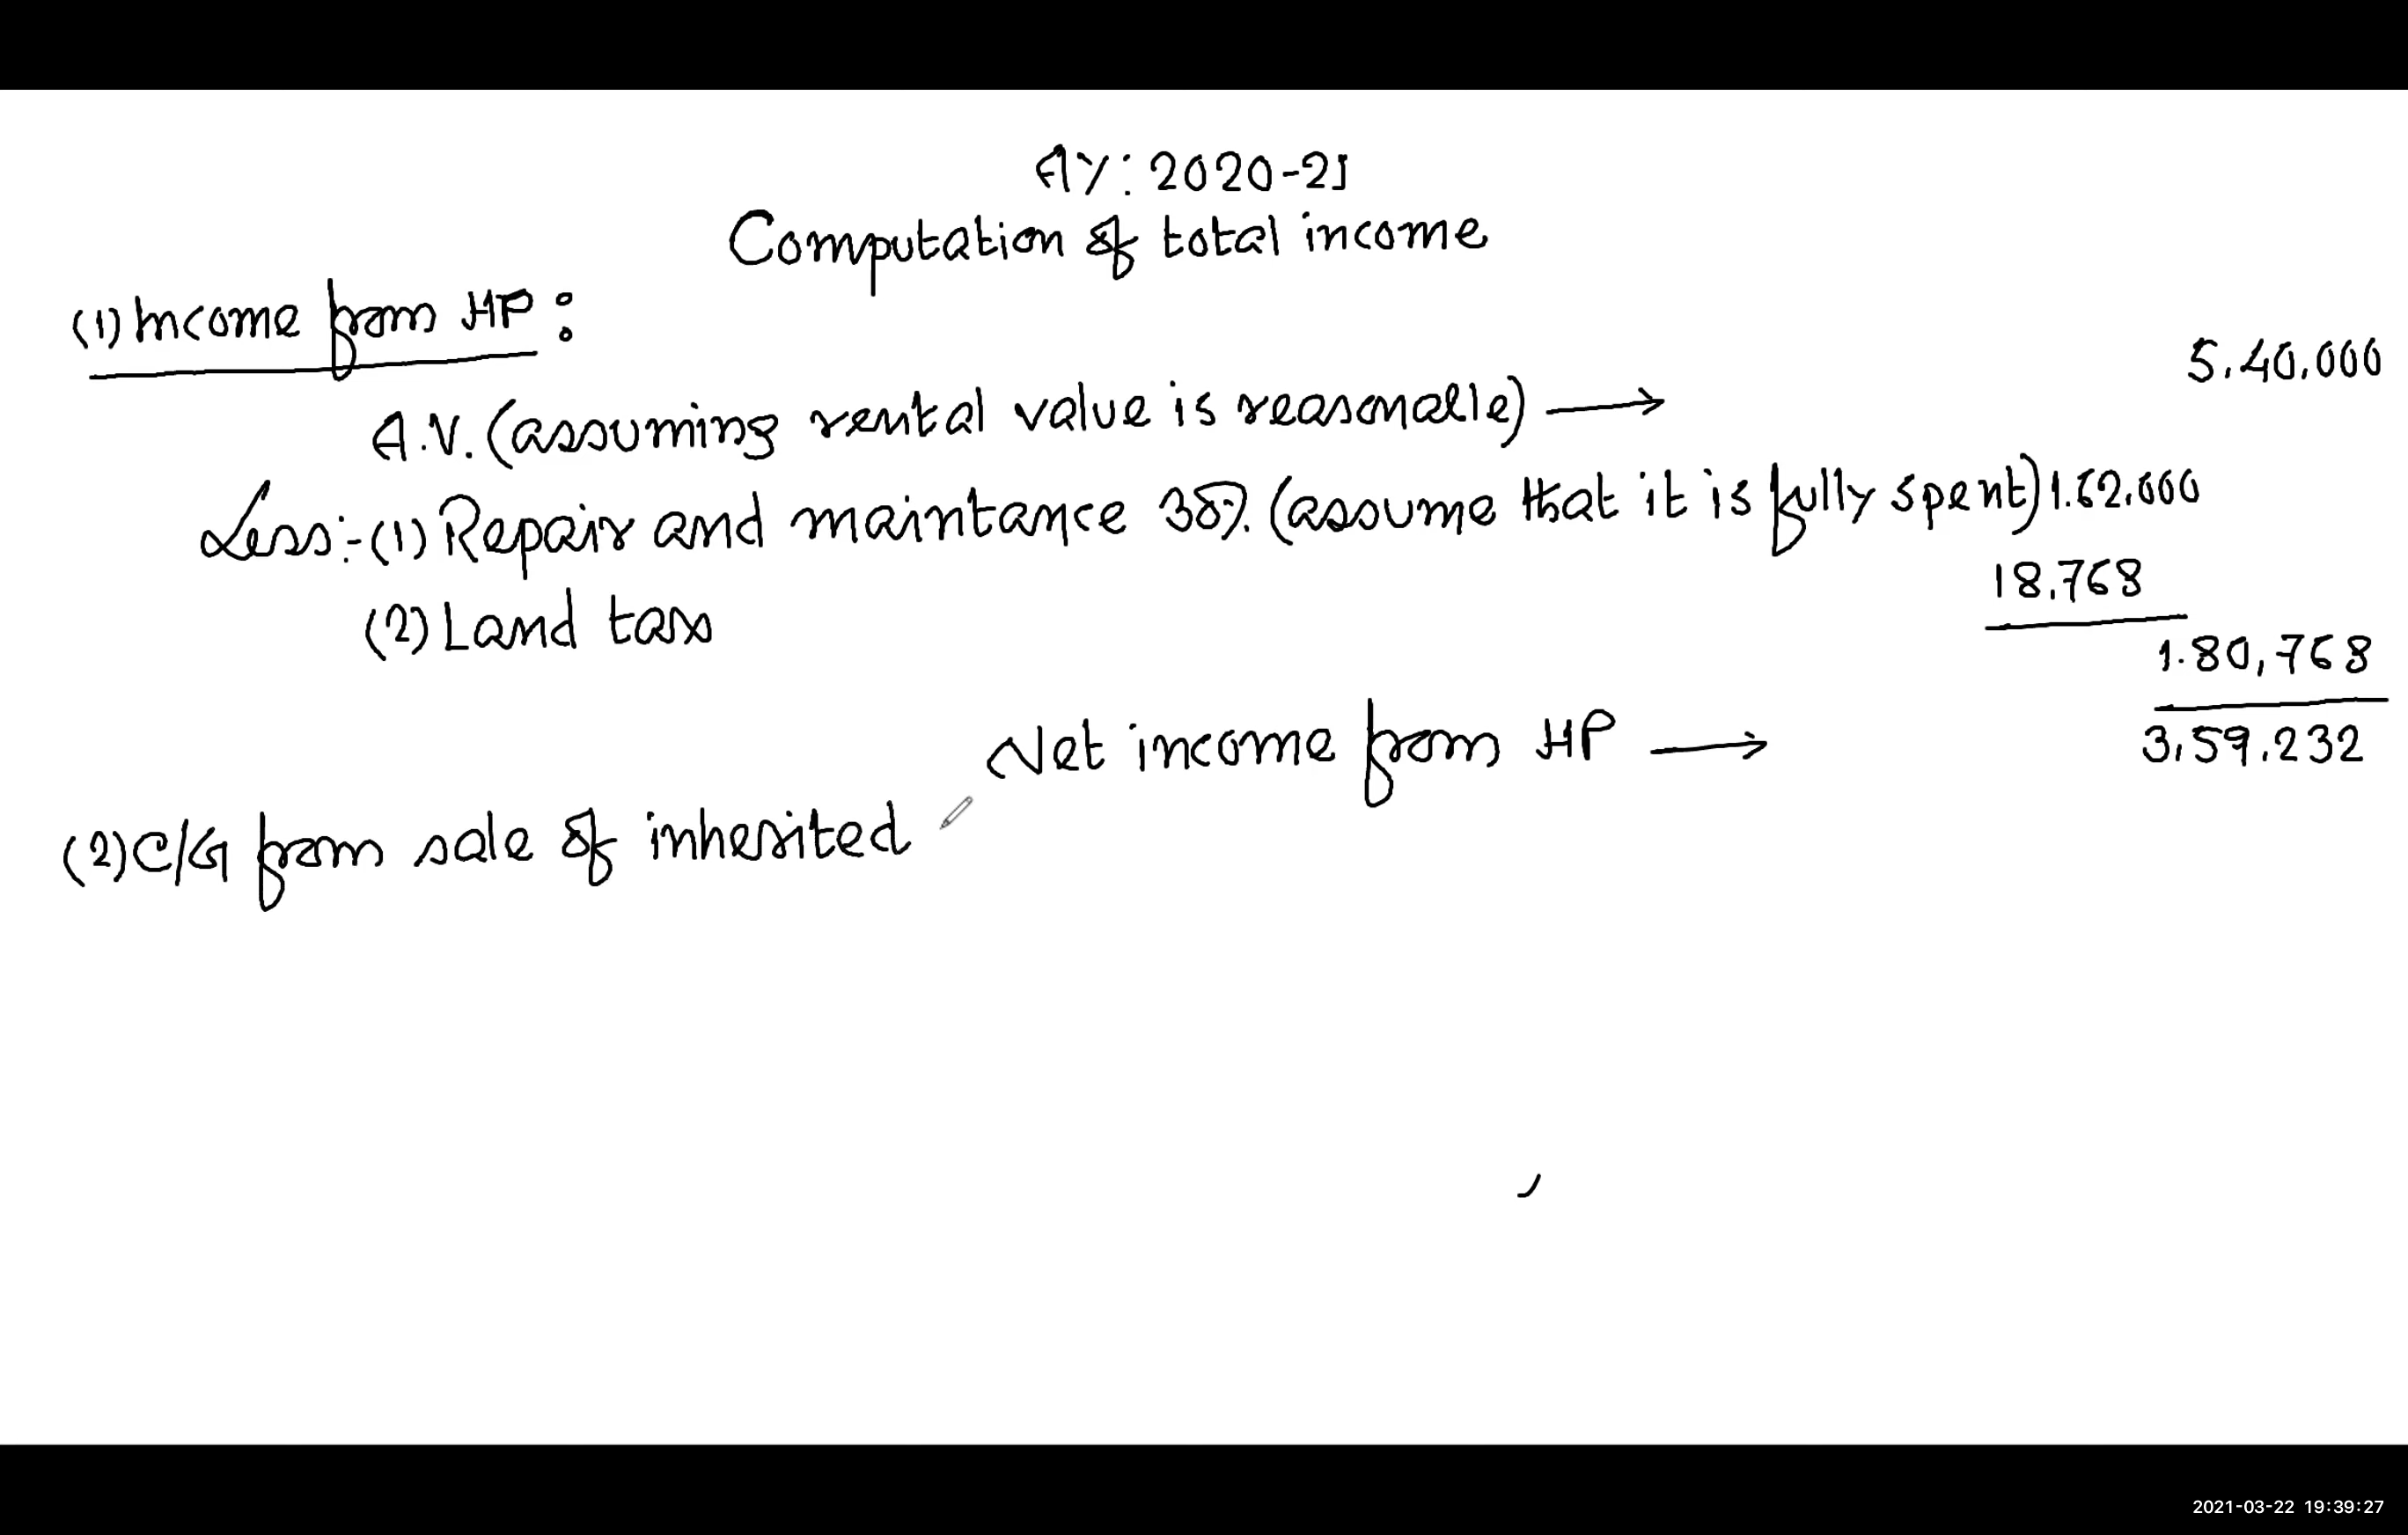 AY: 2020-21
Computation of total income
(1) Income from HP:
5,40,000
A.V. (assuming rental value is reasonable) →
Less:- (1) Repair and maintance 30% (assume that it is fully spent) 1.62.000
18,768
(2) Land tax
1.80,768
Net income from HP → 3,59,232
(2) C/G from sale of inherited
2021-03-22 19:39:27